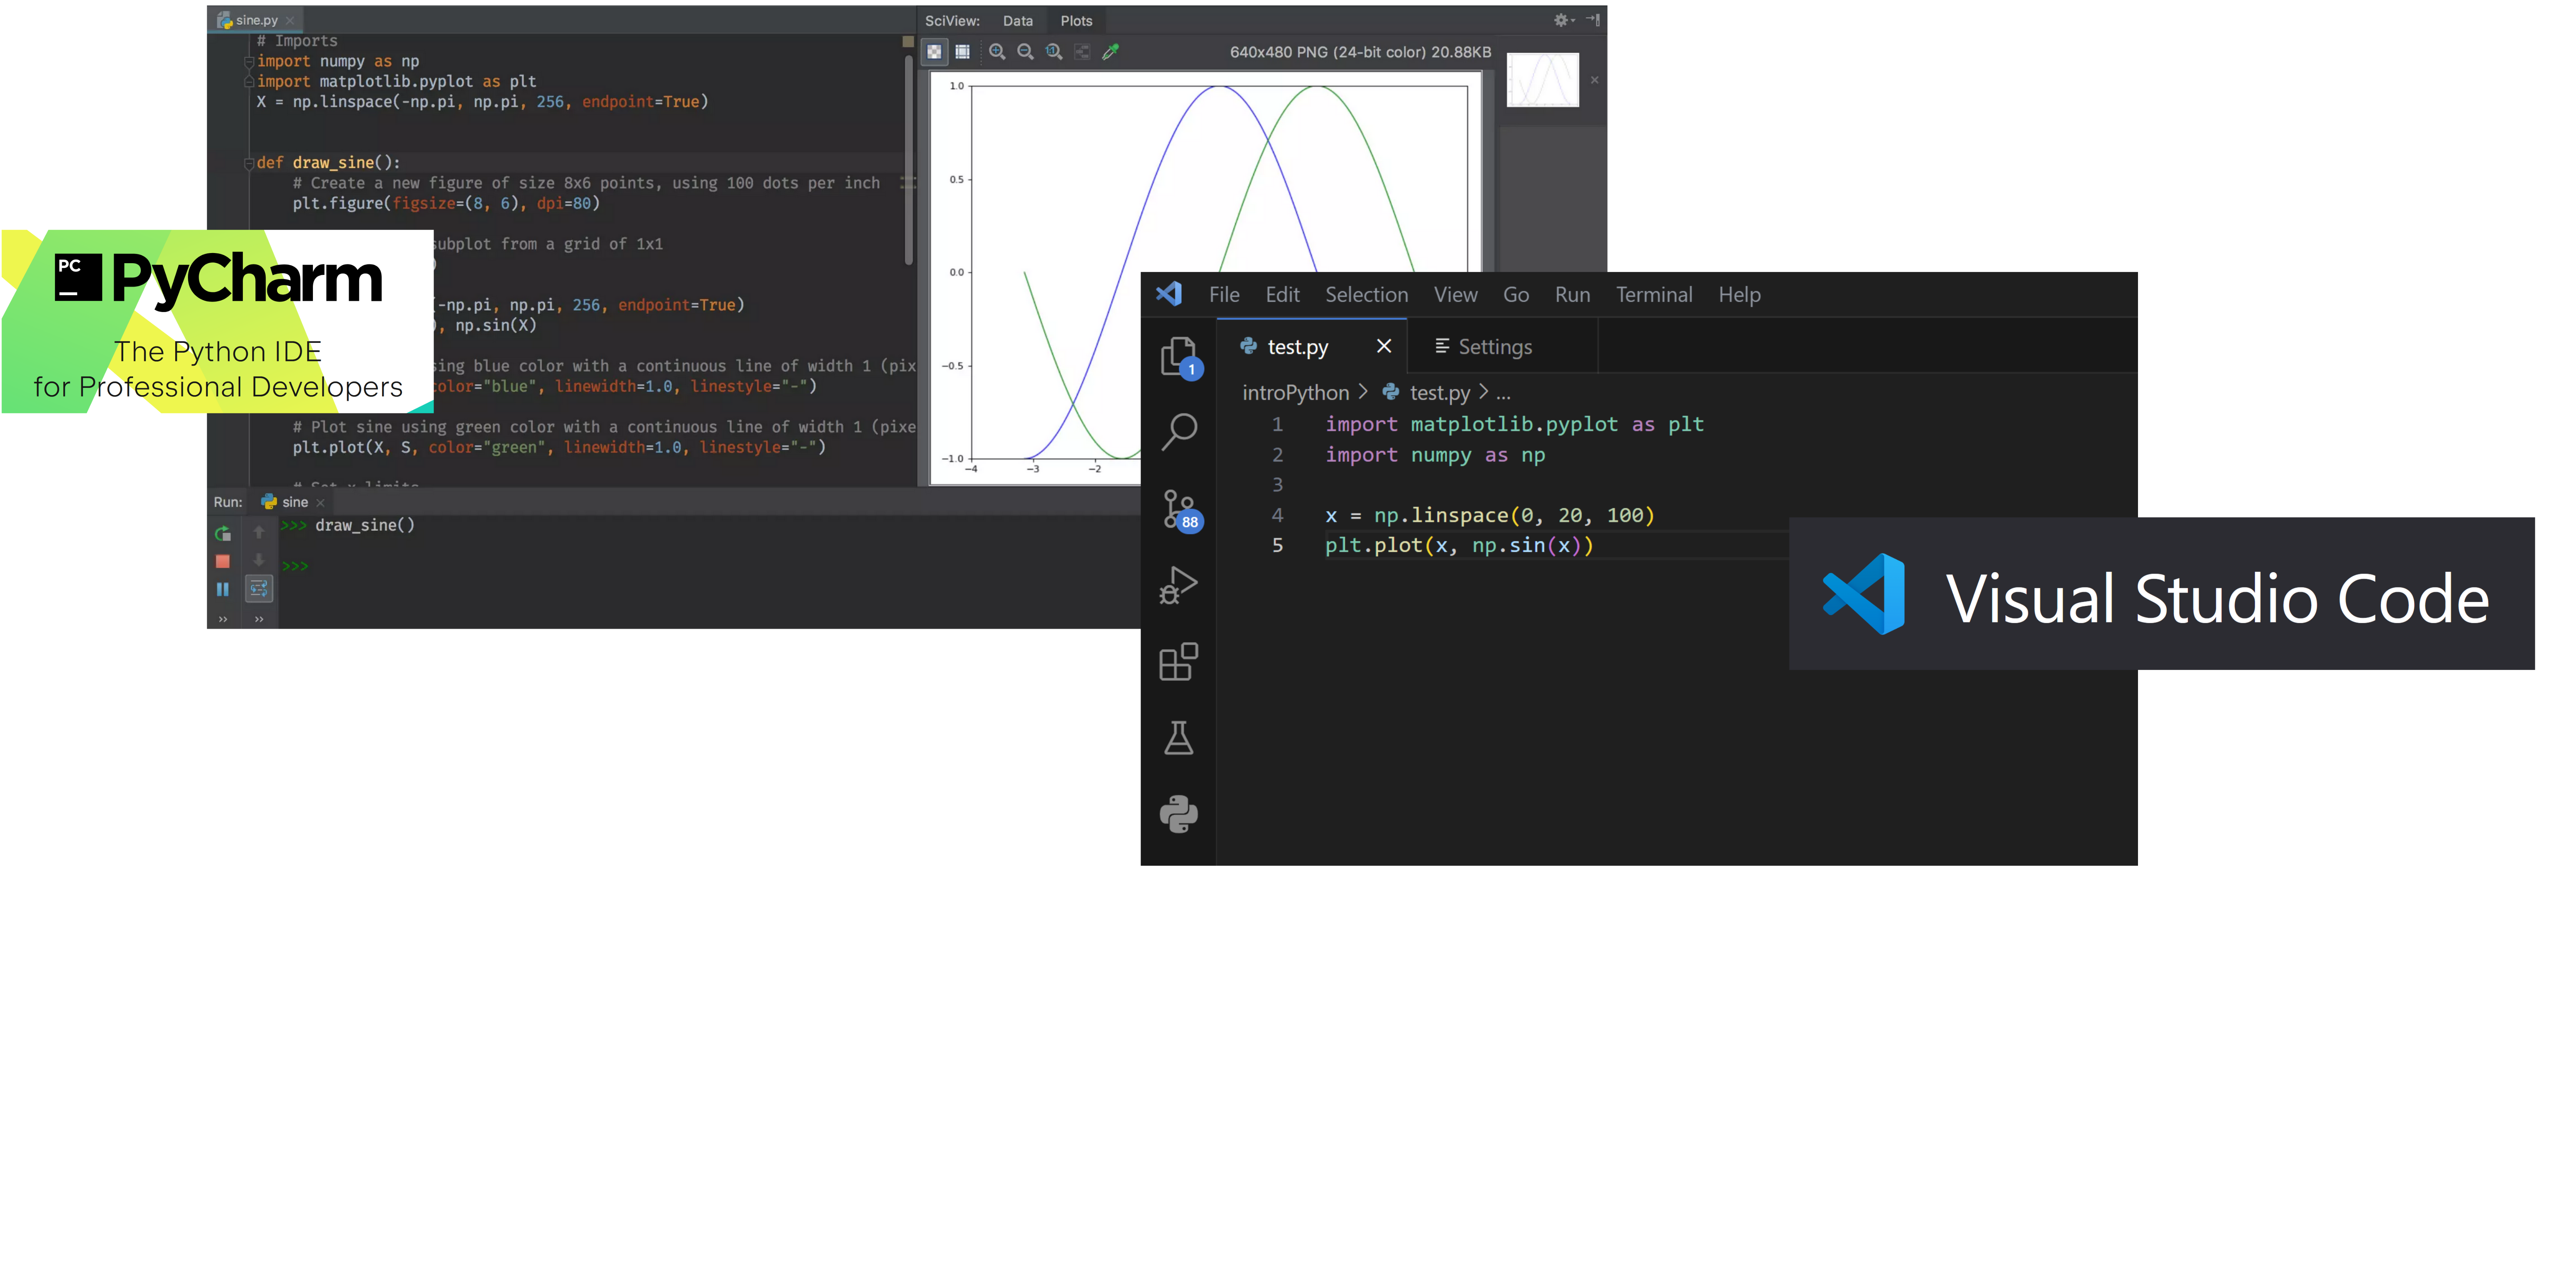 sine.py
# Imports
import numpy as np
import matplotlib.pyplot as plt
X = np.linspace(-np.pi, np.pi, 256, endpoint=True)
def draw_sine():
# Create a new figure of size 8x6 points, using 100 dots per inch
plt.figure(figsize=(8, 6), dpi=80)
subplot from a grid of 1x1
)
(-np.pi, np.pi, 256, endpoint=True)
), np.sin(X)
sing blue color with a continuous line of width 1 (pix
color="blue", linewidth=1.0, linestyle="-")
# Plot sine using green color with a continuous line of width 1 (pixe
plt.plot(X, S, color="green", linewidth=1.0, linestyle="-")
# Set x limits
Run: sine
>>> draw_sine()
>>>
SciView: Data Plots
640x480 PNG (24-bit color) 20.88KB
1.0
0.5
0.0
−0.5
−1.0
−4 −3 −2
PC PyCharm
The Python IDE
for Professional Developers
File Edit Selection View Go Run Terminal Help
test.py Settings
introPython > test.py > ...
1 import matplotlib.pyplot as plt
2 import numpy as np
3
4 x = np.linspace(0, 20, 100)
5 plt.plot(x, np.sin(x))
1
88
Visual Studio Code